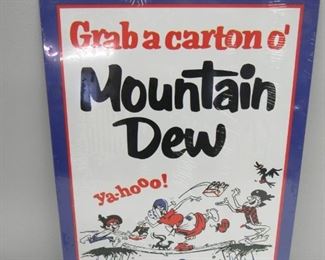 Grab a carton o'
Mountain
Dew
ya-hooo!